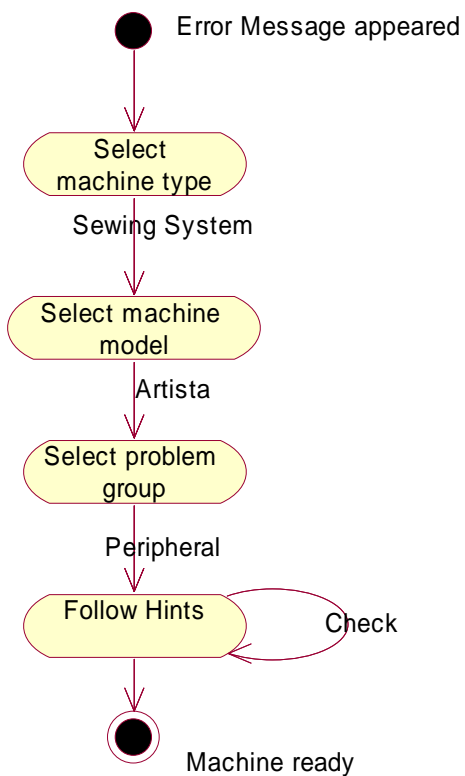 Error Message appeared
Select
machine type
Sewing System
Select machine
model
Artista
Select problem
group
Peripheral
Follow Hints
Check
Machine ready